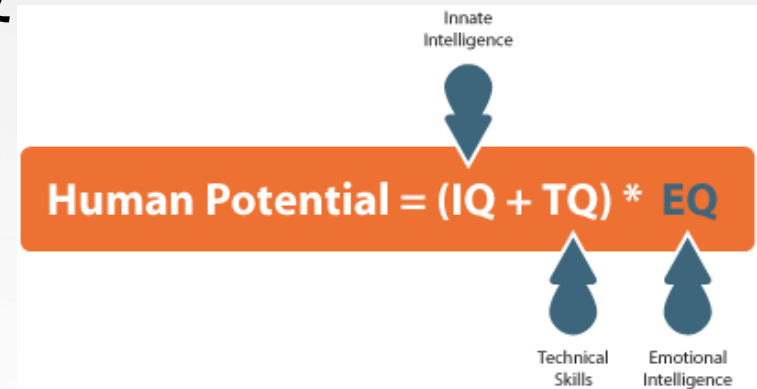 Innate
Intelligence
Human Potential = (IQ + TQ) * EQ
Technical
Skills
Emotional
Intelligence